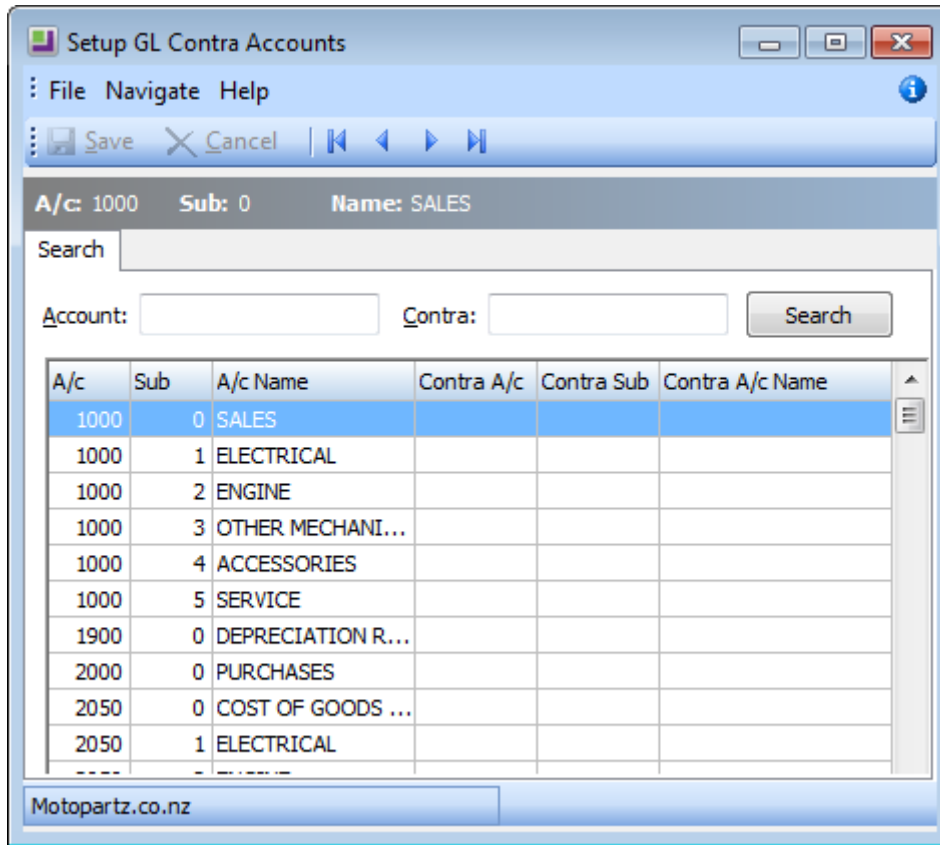 Setup GL Contra Accounts
File Navigate Help
Save Cancel
A/c: 1000 Sub: 0 Name: SALES
Search
Account: Contra: Search
A/c Sub A/c Name Contra A/c Contra Sub Contra A/c Name
1000 0 SALES
1000 1 ELECTRICAL
1000 2 ENGINE
1000 3 OTHER MECHANI...
1000 4 ACCESSORIES
1000 5 SERVICE
1900 0 DEPRECIATION R...
2000 0 PURCHASES
2050 0 COST OF GOODS ...
2050 1 ELECTRICAL
Motopartz.co.nz